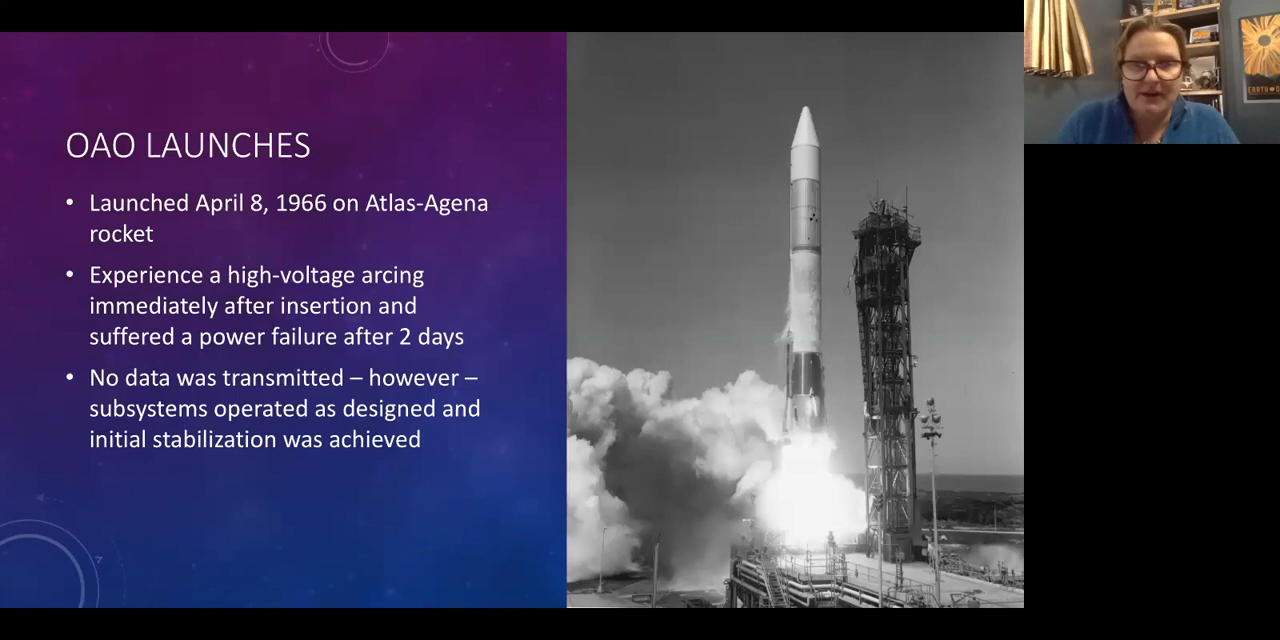 OAO LAUNCHES
• Launched April 8, 1966 on Atlas-Agena
rocket
• Experience a high-voltage arcing
immediately after insertion and
suffered a power failure after 2 days
• No data was transmitted – however –
subsystems operated as designed and
initial stabilization was achieved
EARTH